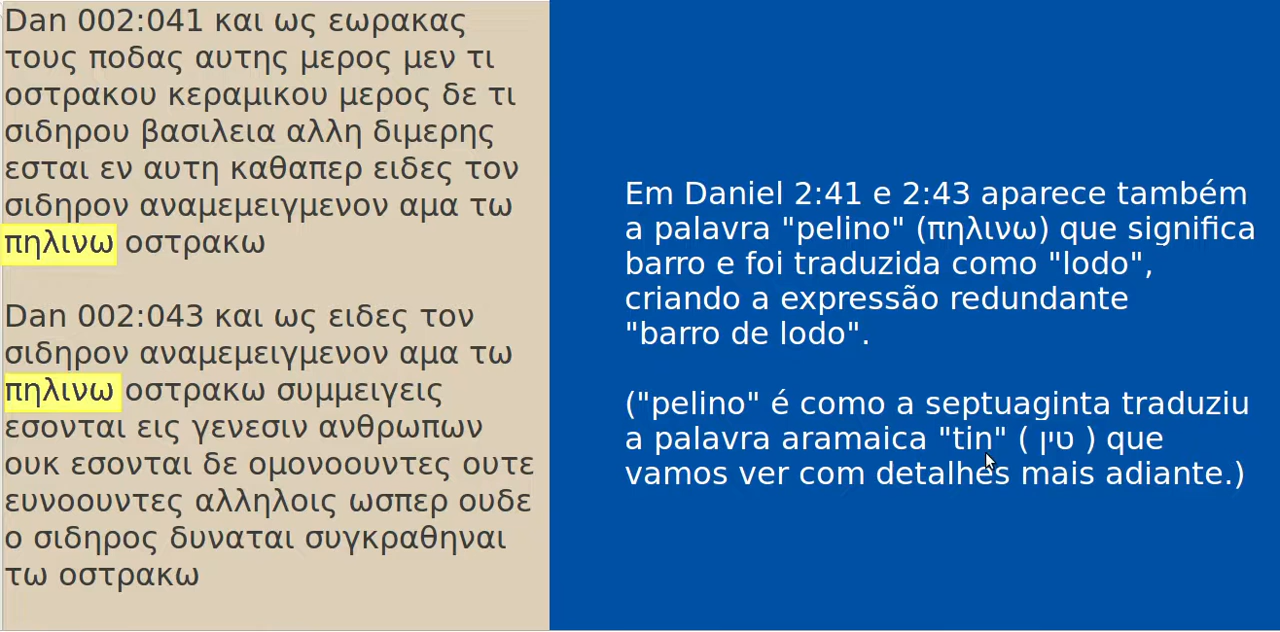 Dan 002:041 και ως εωρακας
τους ποδας αυτης μερος μεν τι
οστρακου κεραμικου μερος δε τι
σιδηρου βασιλεια αλλη διμερης
εσται εν αυτη καθαπερ ειδες τον
σιδηρον αναμεμειγμενον αμα τω
πηλινω οστρακω
Dan 002:043 και ως ειδες τον
σιδηρον αναμεμειγμενον αμα τω
πηλινω οστρακω συμμειγεις
εσονται εις γενεσιν ανθρωπων
ουκ εσονται δε ομονοουντες ουτε
ευνοουντες αλληλοις ωσπερ ουδε
ο σιδηρος δυναται συγκραθηναι
τω οστρακω
Em Daniel 2:41 e 2:43 aparece também
a palavra "pelino" (πηλινω) que significa
barro e foi traduzida como "lodo",
criando a expressão redundante
"barro de lodo".
("pelino" é como a septuaginta traduziu
a palavra aramaica "tin" ( טין ) que
vamos ver com detalhes mais adiante.)